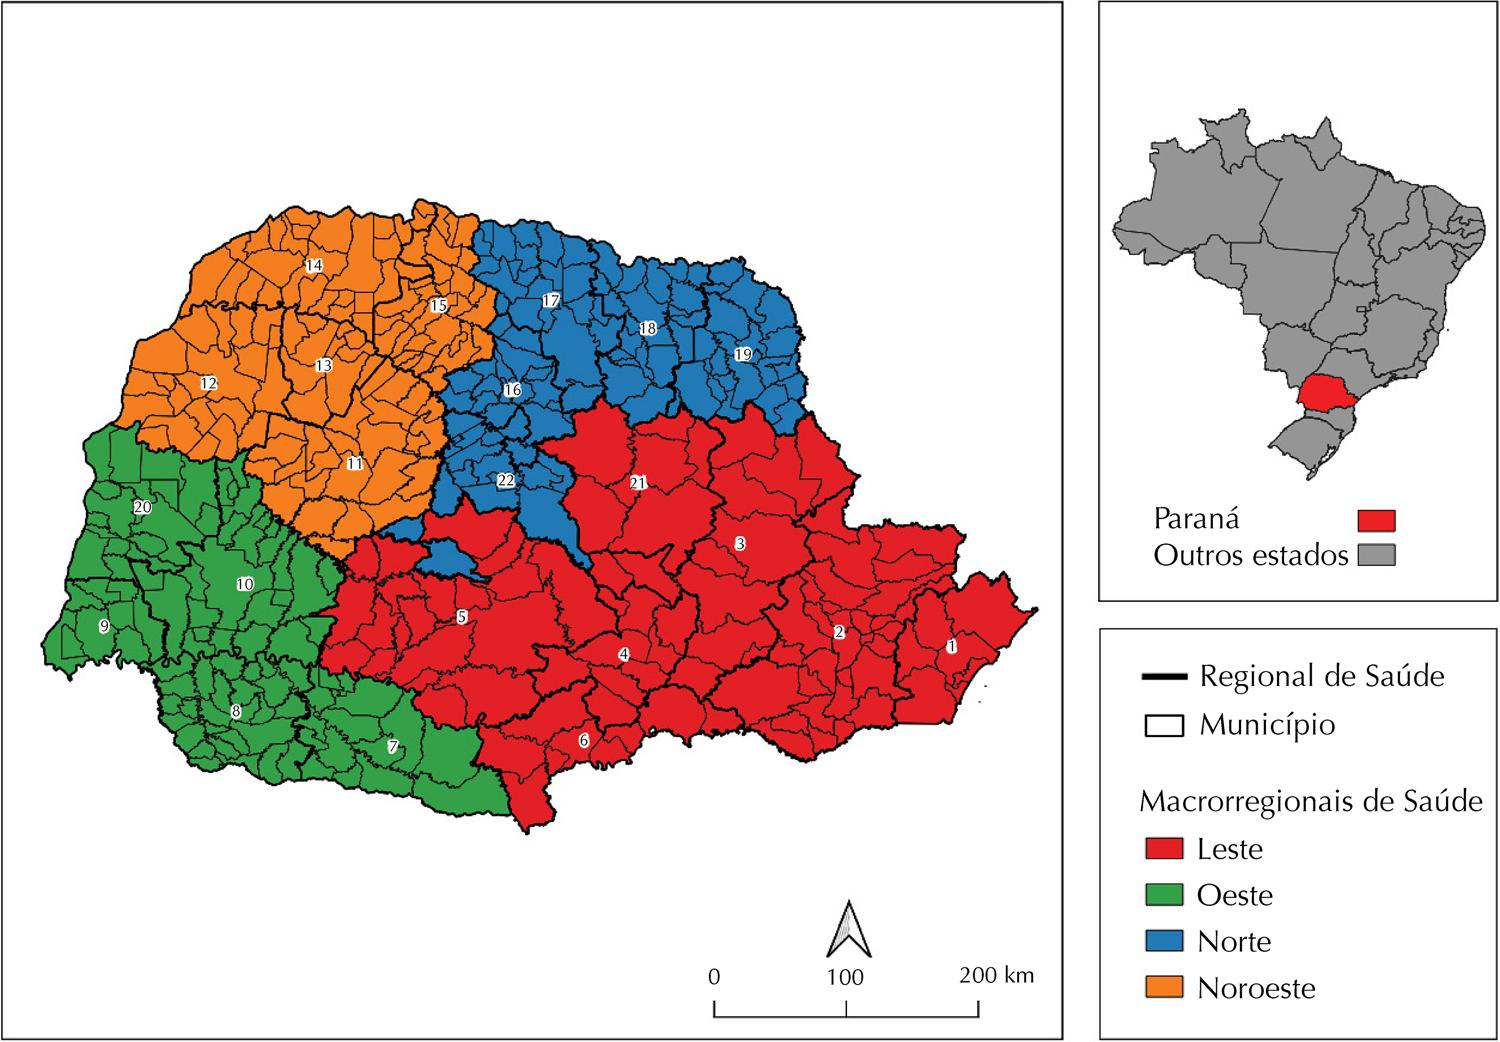 14
15
17
18
19
13
12
16
11
22
21
20
3
10
5
9
2
4
1
8
7
6
0
100
200 km
Paraná
Outros estados
Regional de Saúde
Município
Macrorregionais de Saúde
Leste
Oeste
Norte
Noroeste